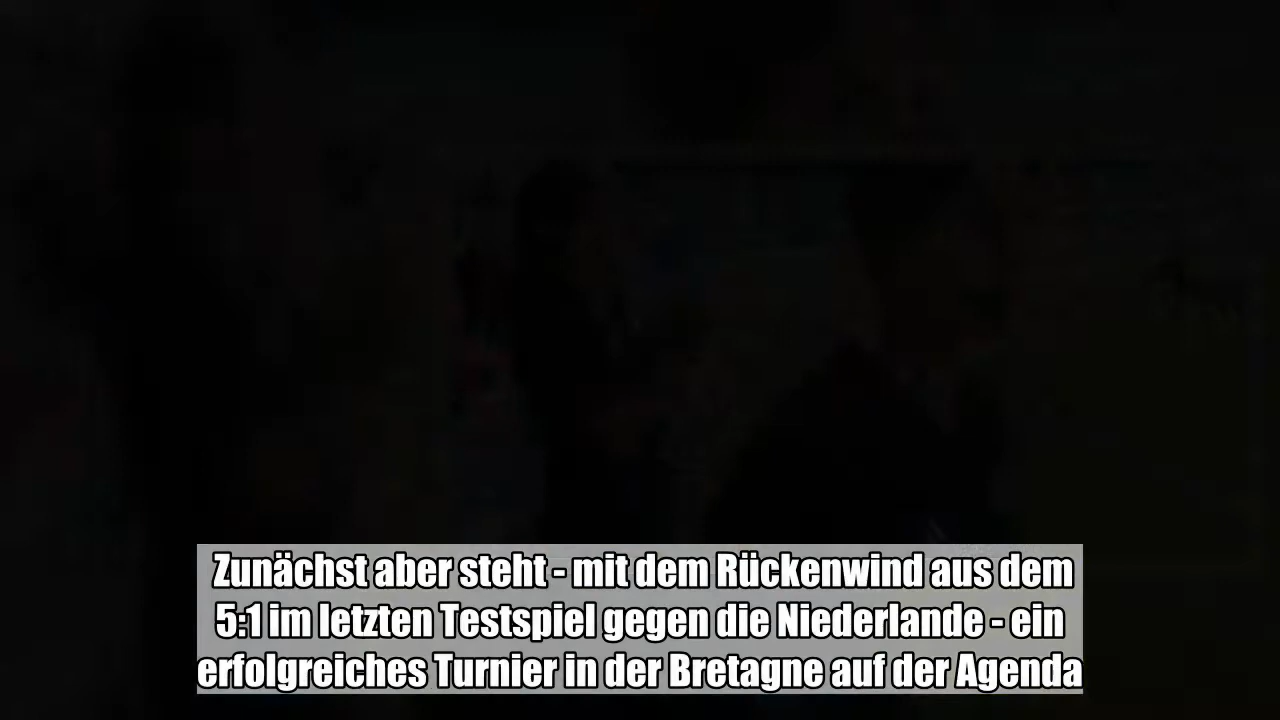 Zunächst aber steht - mit dem Rückenwind aus dem
5:1 im letzten Testspiel gegen die Niederlande - ein
erfolgreiches Turnier in der Bretagne auf der Agenda